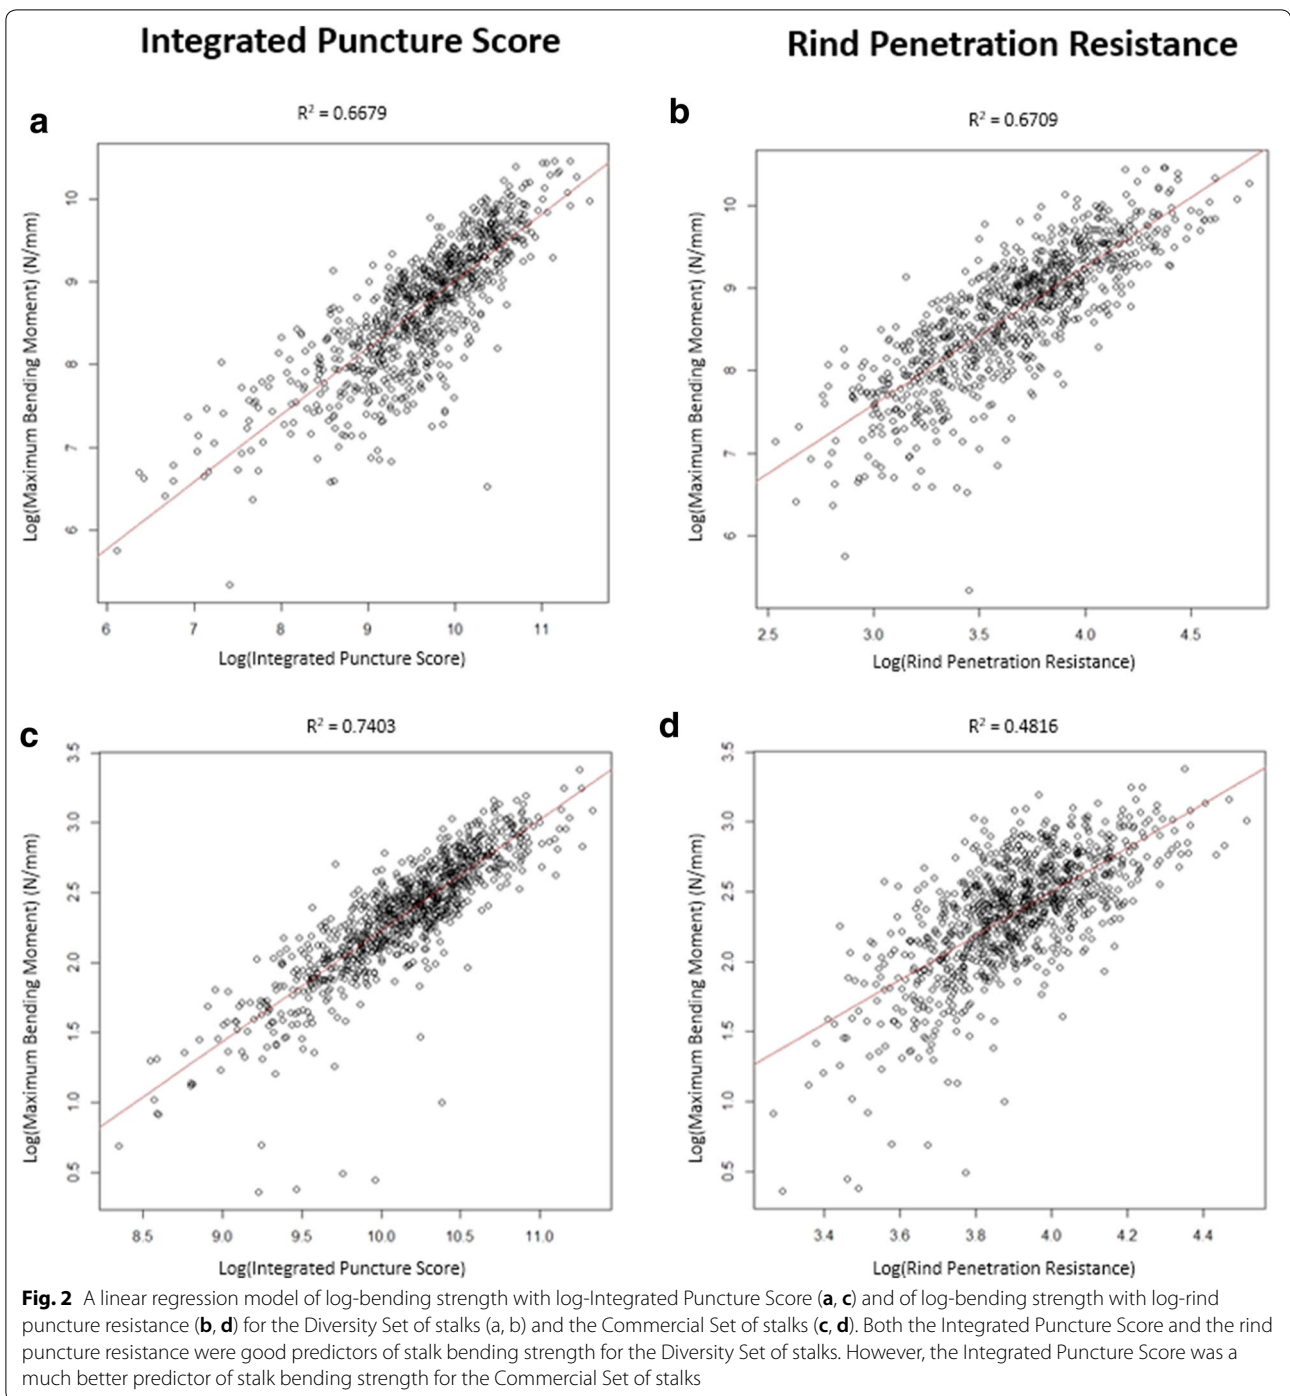 Integrated Puncture Score
Rind Penetration Resistance
a
R² = 0.6679
Log(Maximum Bending Moment) (N/mm)
10
9
8
7
6
6 7 8 9 10 11
Log(Integrated Puncture Score)
b
R² = 0.6709
Log(Maximum Bending Moment) (N/mm)
10
9
8
7
6
2.5 3.0 3.5 4.0 4.5
Log(Rind Penetration Resistance)
c
R² = 0.7403
Log(Maximum Bending Moment) (N/mm)
3.5
3.0
2.5
2.0
1.5
1.0
0.5
8.5 9.0 9.5 10.0 10.5 11.0
Log(Integrated Puncture Score)
d
R² = 0.4816
Log(Maximum Bending Moment) (N/mm)
3.5
3.0
2.5
2.0
1.5
1.0
0.5
3.4 3.6 3.8 4.0 4.2 4.4
Log(Rind Penetration Resistance)
Fig. 2 A linear regression model of log-bending strength with log-Integrated Puncture Score (a, c) and of log-bending strength with log-rind
puncture resistance (b, d) for the Diversity Set of stalks (a, b) and the Commercial Set of stalks (c, d). Both the Integrated Puncture Score and the rind
puncture resistance were good predictors of stalk bending strength for the Diversity Set of stalks. However, the Integrated Puncture Score was a
much better predictor of stalk bending strength for the Commercial Set of stalks